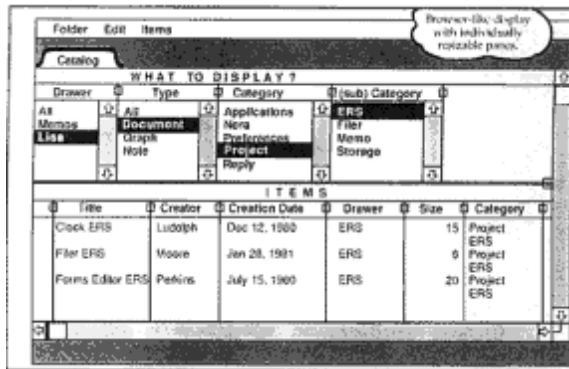 Folder Edit Items
Browser-like display
with individually
resizable panes.
Catalog
WHAT TO DISPLAY?
Drawer Type Category (sub) Category
All All Applications ERS
Memos Document Nora Filer
Lisa Graph Preferences Memo
Note Project Storage
Reply
ITEMS
Title Creator Creation Date Drawer Size Category
Clock ERS Ludolph Dec 12, 1980 ERS 15 Project
ERS
Filer ERS Moore Jan 28, 1981 ERS 6 Project
ERS
Forms Editor ERS Perkins July 15, 1980 ERS 20 Project
ERS